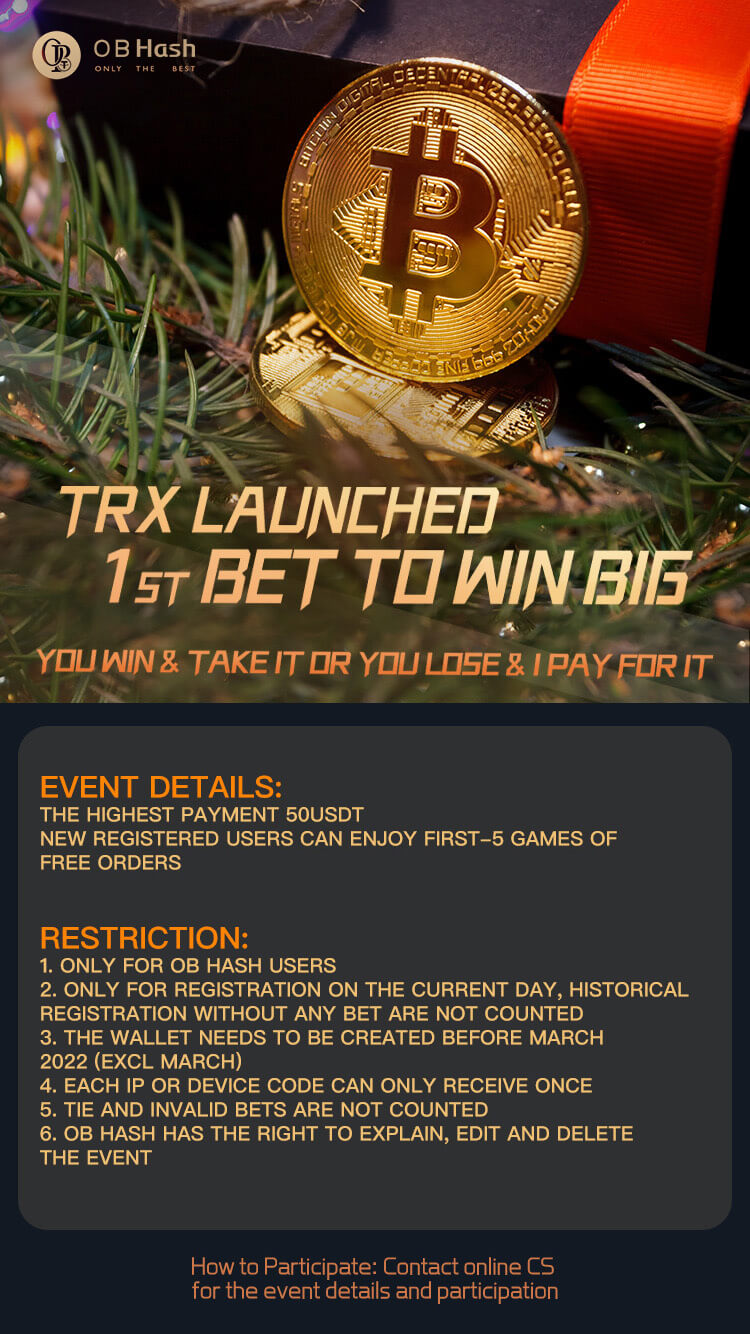 OB Hash
ONLY THE BEST
BITCOIN DIGITAL DECENTRALIZED PEER TO PEER
TRX LAUNCHED
1ST BET TO WIN BIG
YOU WIN & TAKE IT OR YOU LOSE & I PAY FOR IT
EVENT DETAILS:
THE HIGHEST PAYMENT 50USDT
NEW REGISTERED USERS CAN ENJOY FIRST-5 GAMES OF
FREE ORDERS
RESTRICTION:
1. ONLY FOR OB HASH USERS
2. ONLY FOR REGISTRATION ON THE CURRENT DAY, HISTORICAL
REGISTRATION WITHOUT ANY BET ARE NOT COUNTED
3. THE WALLET NEEDS TO BE CREATED BEFORE MARCH
2022 (EXCL MARCH)
4. EACH IP OR DEVICE CODE CAN ONLY RECEIVE ONCE
5. TIE AND INVALID BETS ARE NOT COUNTED
6. OB HASH HAS THE RIGHT TO EXPLAIN, EDIT AND DELETE
THE EVENT
How to Participate: Contact online CS
for the event details and participation